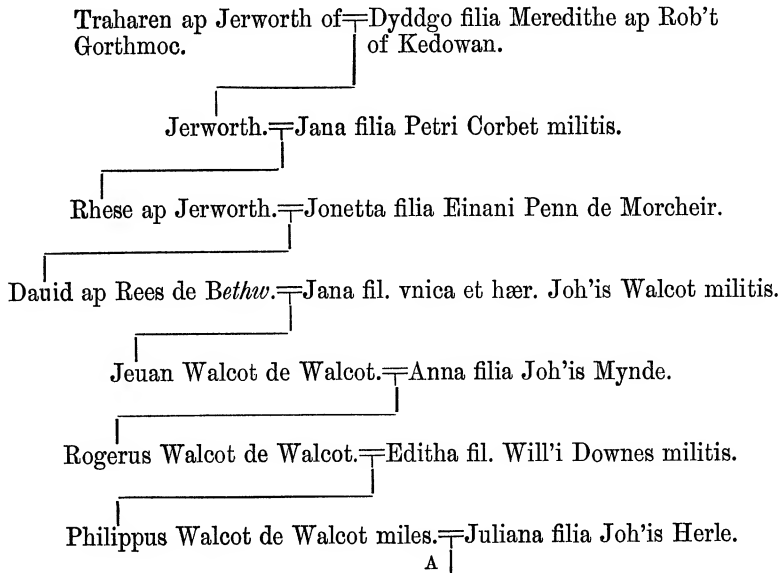 Traharen ap Jerworth of Gorthmoc.╤Dyddgo filia Meredithe ap Rob't of Kedowan.
Jerworth.╤Jana filia Petri Corbet militis.
Rhese ap Jerworth.╤Jonetta filia Einani Penn de Morcheir.
Dauid ap Rees de Bethw.╤Jana fil. vnica et hær. Joh'is Walcot militis.
Jeuan Walcot de Walcot.╤Anna filia Joh'is Mynde.
Rogerus Walcot de Walcot.╤Editha fil. Will'i Downes militis.
Philippus Walcot de Walcot miles.╤Juliana filia Joh'is Herle.
A